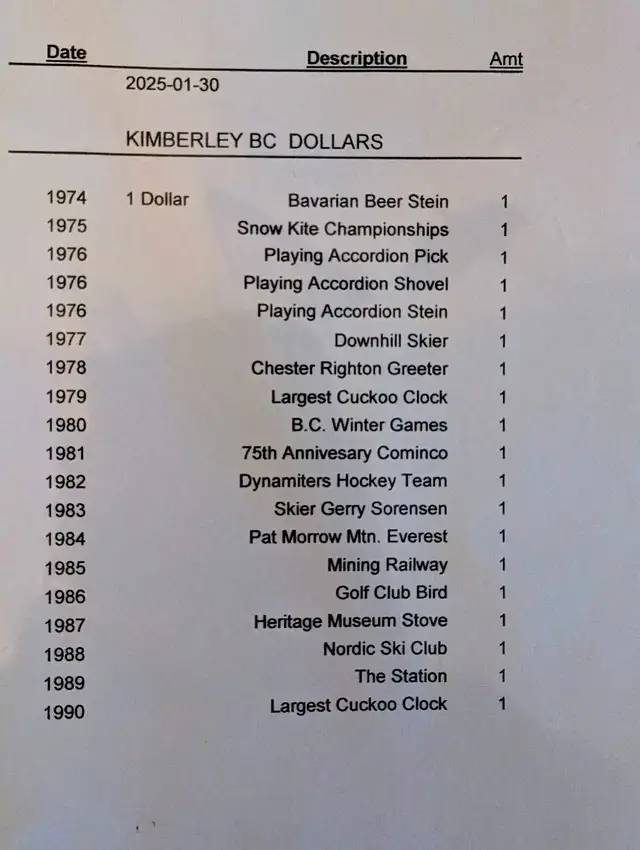 Date Description Amt
2025-01-30
KIMBERLEY BC DOLLARS
1974 1 Dollar Bavarian Beer Stein 1
1975 Snow Kite Championships 1
1976 Playing Accordion Pick 1
1976 Playing Accordion Shovel 1
1976 Playing Accordion Stein 1
1977 Downhill Skier 1
1978 Chester Righton Greeter 1
1979 Largest Cuckoo Clock 1
1980 B.C. Winter Games 1
1981 75th Annivesary Cominco 1
1982 Dynamiters Hockey Team 1
1983 Skier Gerry Sorensen 1
1984 Pat Morrow Mtn. Everest 1
1985 Mining Railway 1
1986 Golf Club Bird 1
1987 Heritage Museum Stove 1
1988 Nordic Ski Club 1
1989 The Station 1
1990 Largest Cuckoo Clock 1